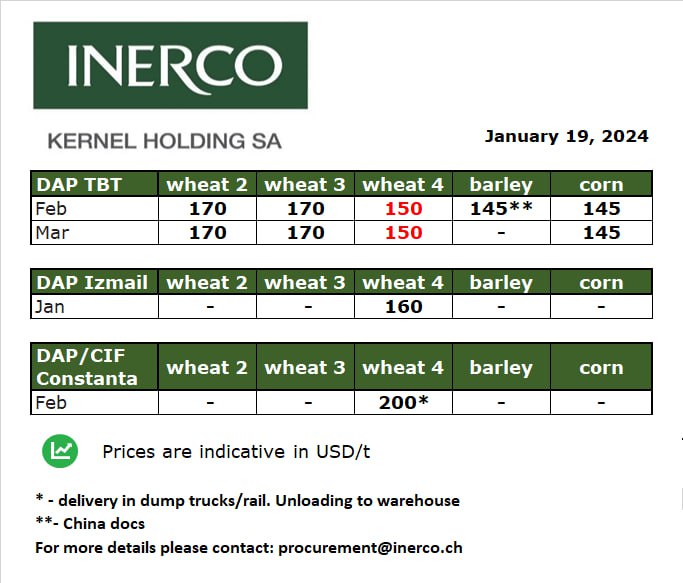 INERCO
KERNEL HOLDING SA
January 19, 2024
DAP TBT wheat 2 wheat 3 wheat 4 barley corn
Feb 170 170 150 145** 145
Mar 170 170 150 - 145
DAP Izmail wheat 2 wheat 3 wheat 4 barley corn
Jan - - 160 - -
DAP/CIF
Constanta wheat 2 wheat 3 wheat 4 barley corn
Feb - - 200* - -
Prices are indicative in USD/t
* - delivery in dump trucks/rail. Unloading to warehouse
**- China docs
For more details please contact: procurement@inerco.ch